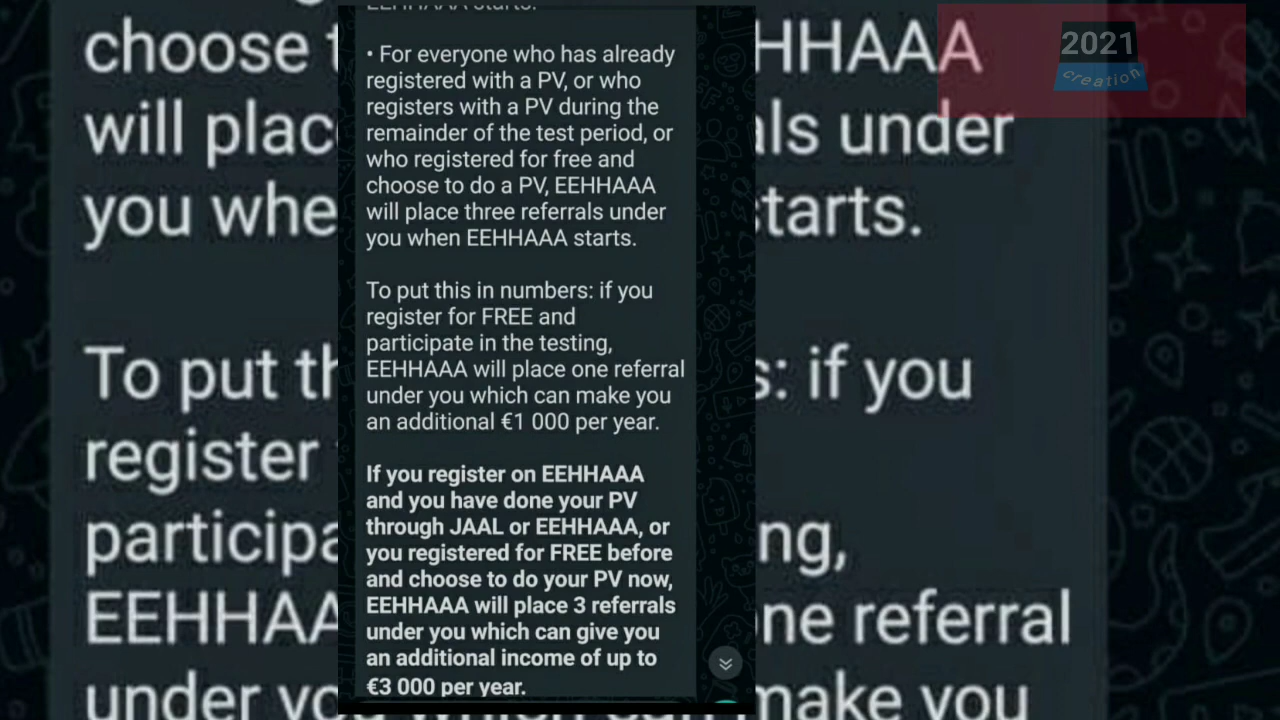 EEHHAAA starts.
• For everyone who has already
registered with a PV, or who
registers with a PV during the
remainder of the test period, or
who registered for free and
choose to do a PV, EEHHAAA
will place three referrals under
you when EEHHAAA starts.
To put this in numbers: if you
register for FREE and
participate in the testing,
EEHHAAA will place one referral
under you which can make you
an additional €1 000 per year.
If you register on EEHHAAA
and you have done your PV
through JAAL or EEHHAAA, or
you registered for FREE before
and choose to do your PV now,
EEHHAAA will place 3 referrals
under you which can give you
an additional income of up to
€3 000 per year.
2021
creation